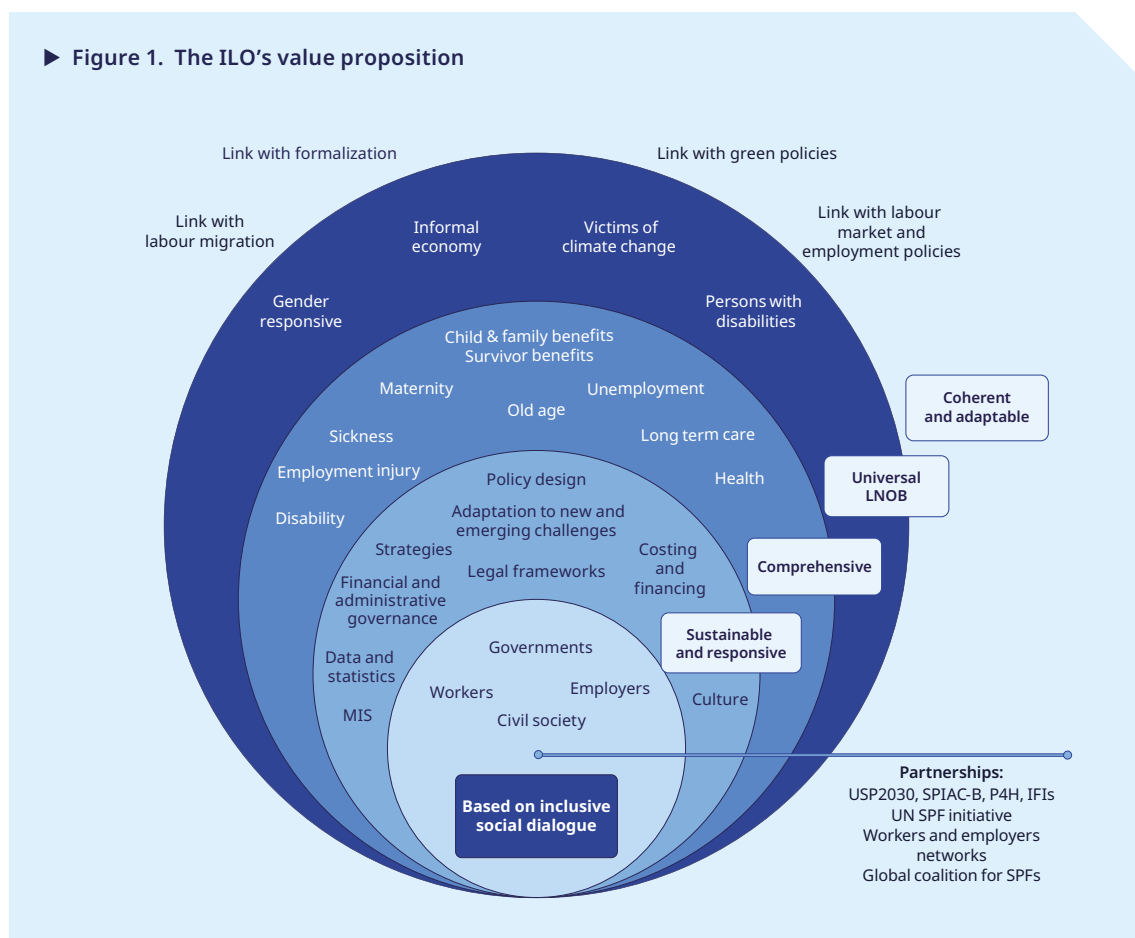 ▶ Figure 1. The ILO’s value proposition
Link with formalization
Link with green policies
Link with
labour migration
Link with labour
market and
employment policies
Informal
economy
Victims of
climate change
Gender
responsive
Persons with
disabilities
Child & family benefits
Survivor benefits
Maternity
Unemployment
Old age
Sickness
Long term care
Employment injury
Health
Disability
Coherent
and adaptable
Universal
LNOB
Comprehensive
Sustainable
and responsive
Policy design
Adaptation to new and
emerging challenges
Strategies
Costing
and
financing
Legal frameworks
Financial and
administrative
governance
Data and
statistics
MIS
Culture
Governments
Workers
Employers
Civil society
Based on inclusive
social dialogue
Partnerships:
USP2030, SPIAC-B, P4H, IFIs
UN SPF initiative
Workers and employers
networks
Global coalition for SPFs